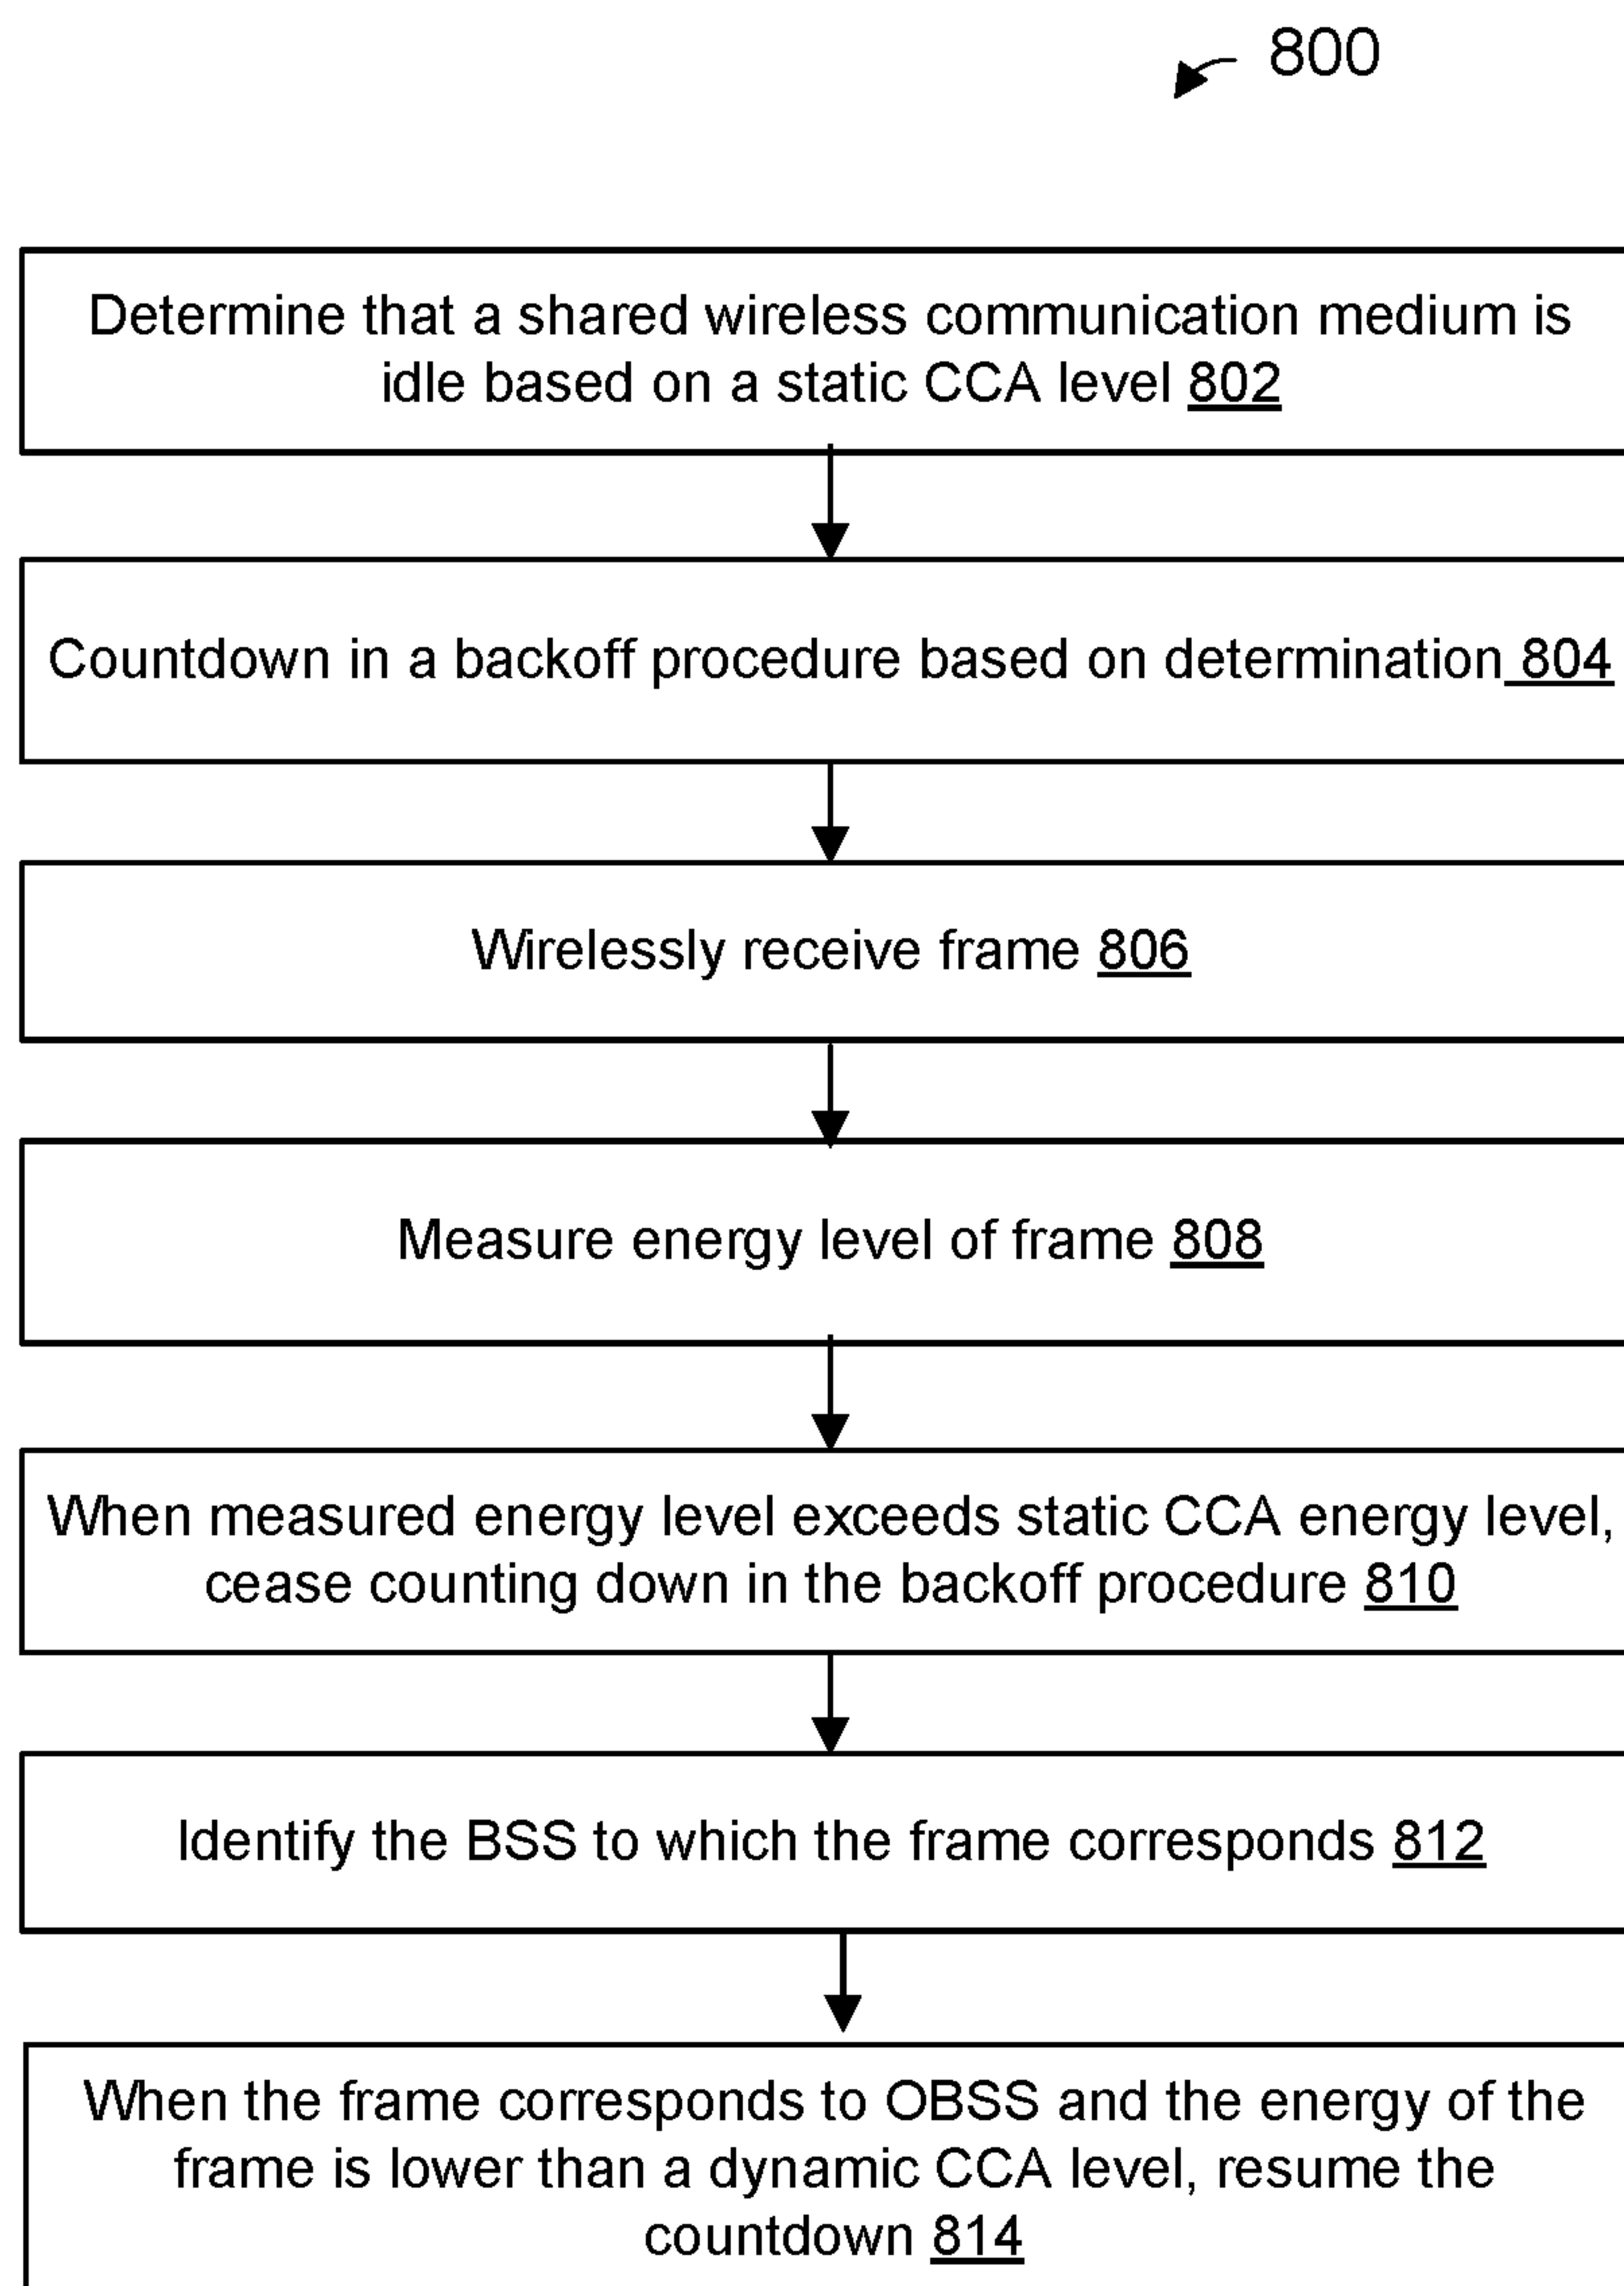 800
Determine that a shared wireless communication medium is
idle based on a static CCA level 802
Countdown in a backoff procedure based on determination 804
Wirelessly receive frame 806
Measure energy level of frame 808
When measured energy level exceeds static CCA energy level,
cease counting down in the backoff procedure 810
Identify the BSS to which the frame corresponds 812
When the frame corresponds to OBSS and the energy of the
frame is lower than a dynamic CCA level, resume the
countdown 814